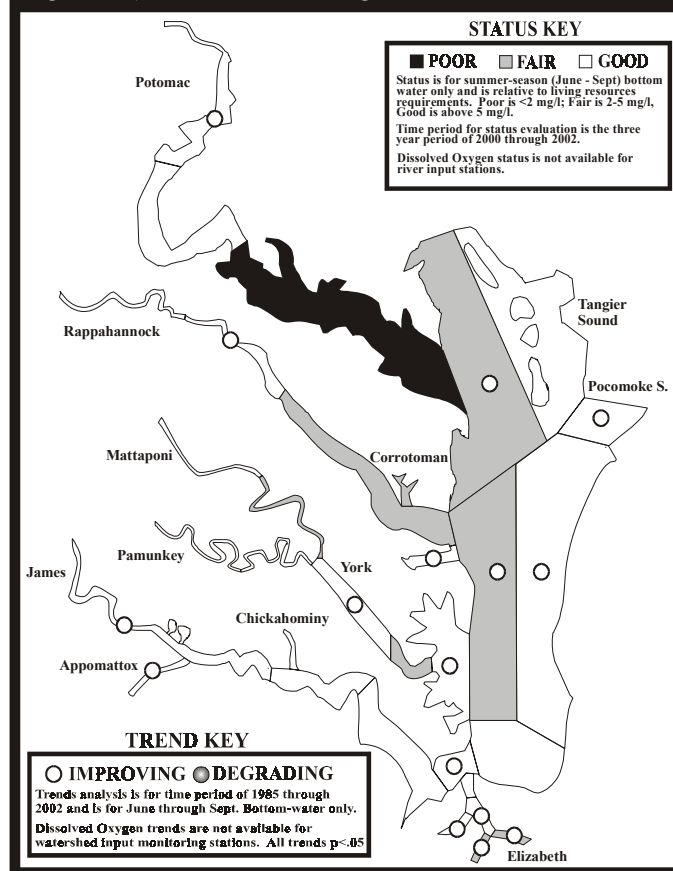 STATUS KEY
POOR FAIR GOOD
Status is for summer-season (June - Sept) bottom
water only and is relative to living resources
requirements. Poor is <2 mg/l; Fair is 2-5 mg/l,
Good is above 5 mg/l.
Time period for status evaluation is the three
year period of 2000 through 2002.
Dissolved Oxygen status is not available for
river input stations.
Potomac
Tangier
Sound
Rappahannock
Pocomoke S.
Mattaponi
Corrotoman
Pamunkey
York
James
Chickahominy
Appomattox
TREND KEY
IMPROVING DEGRADING
Trends analysis is for time period of 1985 through
2002 and is for June through Sept. Bottom-water only.
Dissolved Oxygen trends are not available for
watershed input monitoring stations. All trends p<.05
Elizabeth